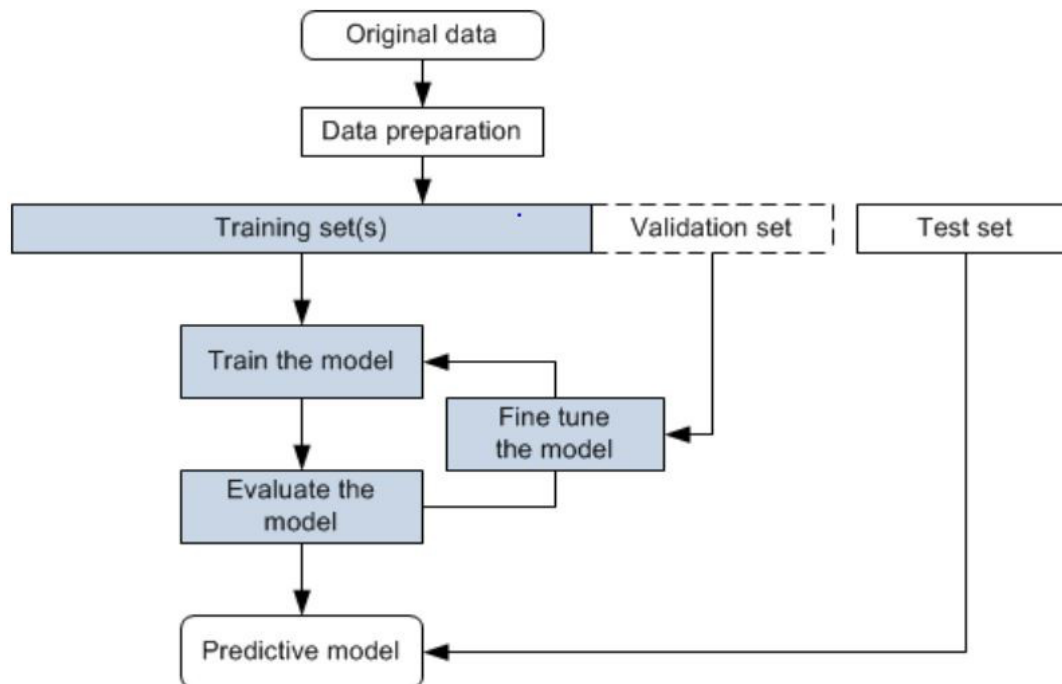 Original data
Data preparation
Training set(s)
Validation set
Test set
Train the model
Fine tune
the model
Evaluate the
model
Predictive model